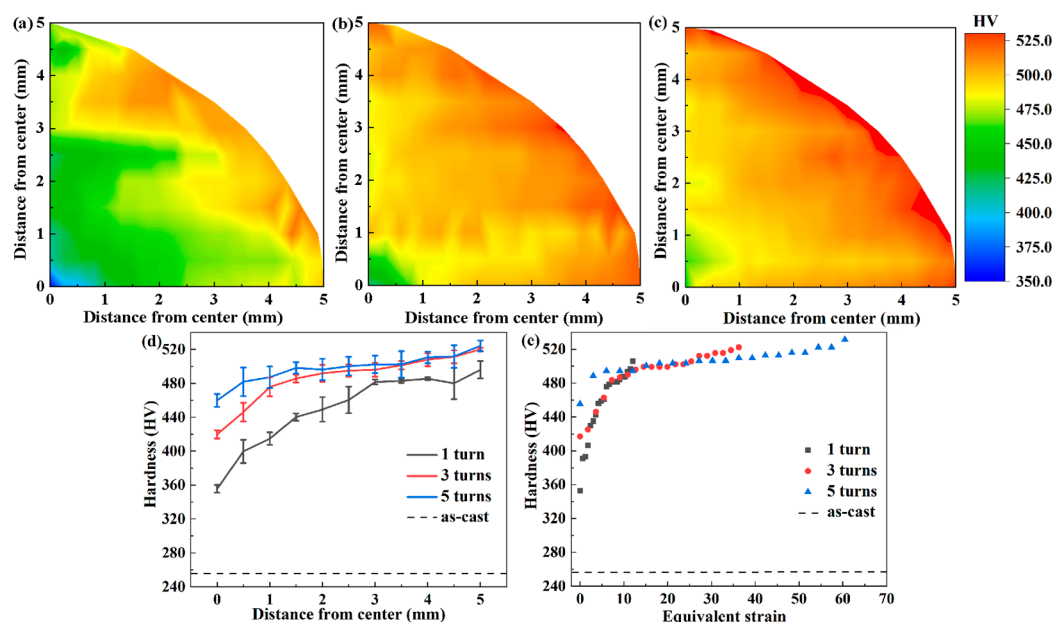 (a) (b) (c) HV
5 4 3 2 1 0
Distance from center (mm)
0 1 2 3 4 5
Distance from center (mm)
5 4 3 2 1 0
Distance from center (mm)
0 1 2 3 4 5
Distance from center (mm)
5 4 3 2 1 0
Distance from center (mm)
0 1 2 3 4 5
Distance from center (mm)
525.0
500.0
475.0
450.0
425.0
400.0
375.0
350.0
(d)
520
480
440
400
360
320
280
240
Hardness (HV)
1 turn
3 turns
5 turns
as-cast
0 1 2 3 4 5
Distance from center (mm)
(e)
520
480
440
400
360
320
280
240
Hardness (HV)
1 turn
3 turns
5 turns
as-cast
0 10 20 30 40 50 60 70
Equivalent strain